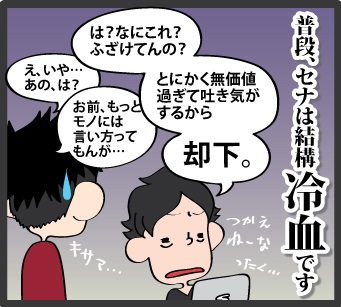 普段、セナは結構
冷血です
は？なにこれ？
ふざけてんの？
え、いや…
あの、は？
お前、もっと
モノには
言い方って
もんが…
とにかく無価値
過ぎて吐き気が
するから
却下。
キサマ…
つかえ
ねーな
ったく…